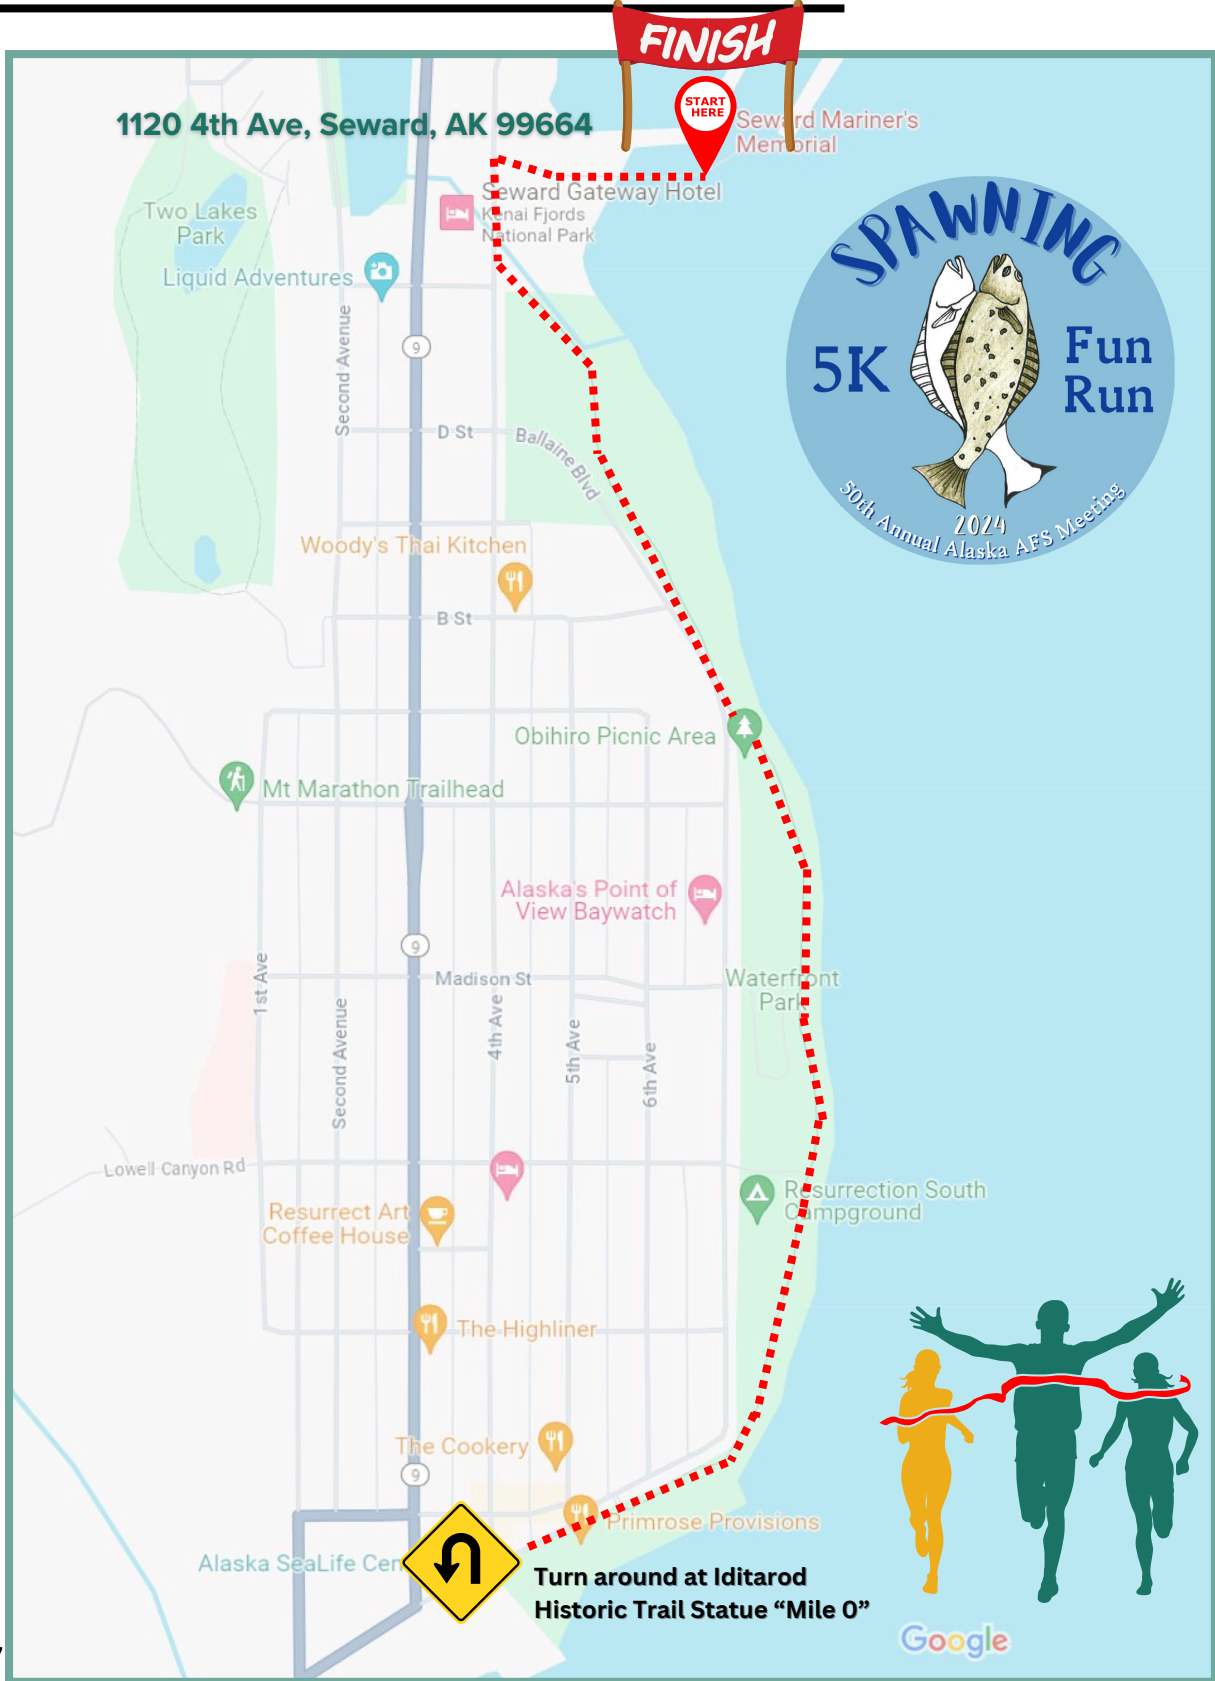 FINISH
START
HERE
1120 4th Ave, Seward, AK 99664
Seward Mariner's
Memorial
Seward Gateway Hotel
Kenai Fjords
National Park
Two Lakes
Park
Liquid Adventures
SPAWNING
5K
Fun
Run
2024
50th Annual Alaska AFS Meeting
Second Avenue
9
D St
Ballaine Blvd
Woody's Thai Kitchen
B St
Obihiro Picnic Area
Mt Marathon Trailhead
Alaska's Point of
View Baywatch
9
Madison St
Waterfront
Park
1st Ave
Second Avenue
4th Ave
5th Ave
6th Ave
Lowell Canyon Rd
Resurrection South
Campground
Resurrect Art
Coffee House
The Highliner
The Cookery
9
Primrose Provisions
Alaska SeaLife Cen
Turn around at Iditarod
Historic Trail Statue “Mile 0”
Google